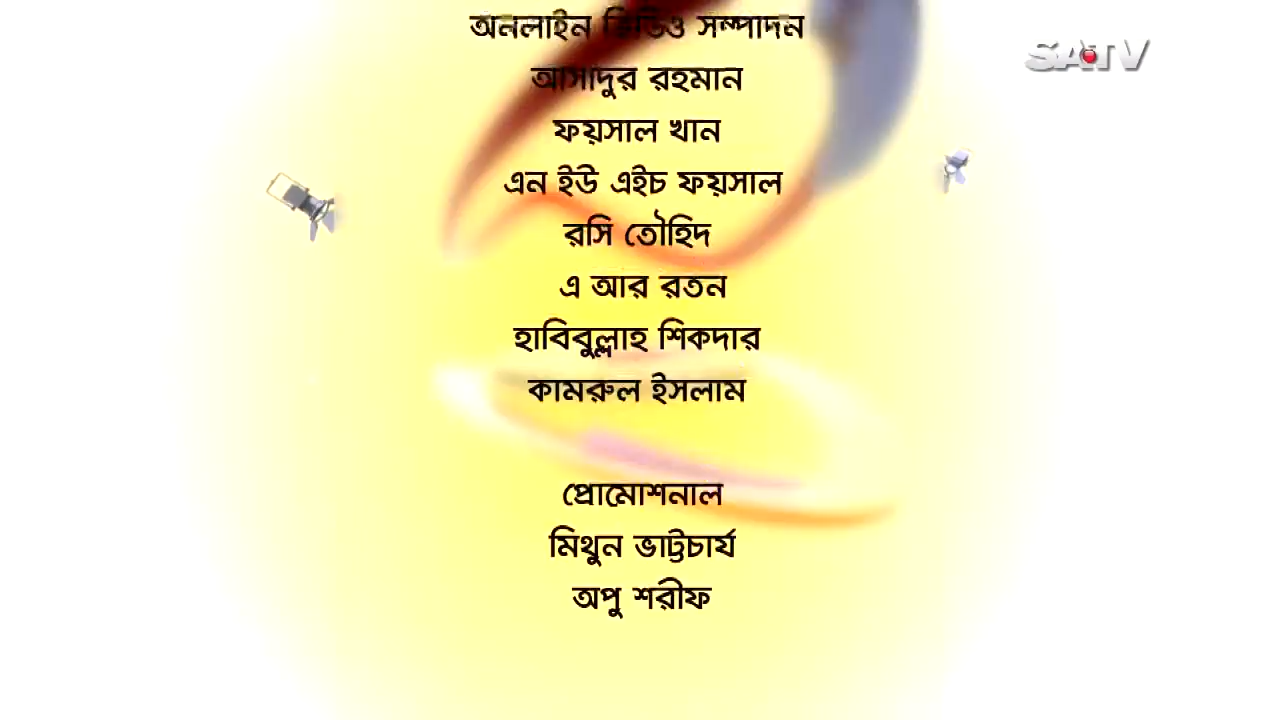 অনলাইন ভিডিও সম্পাদন
SATV
আসাদুর রহমান
ফয়সাল খান
এন ইউ এইচ ফয়সাল
রসি তৌহিদ
এ আর রতন
হাবিবুল্লাহ শিকদার
কামরুল ইসলাম
প্রোমোশনাল
মিথুন ভাট্টচার্য
অপু শরীফ